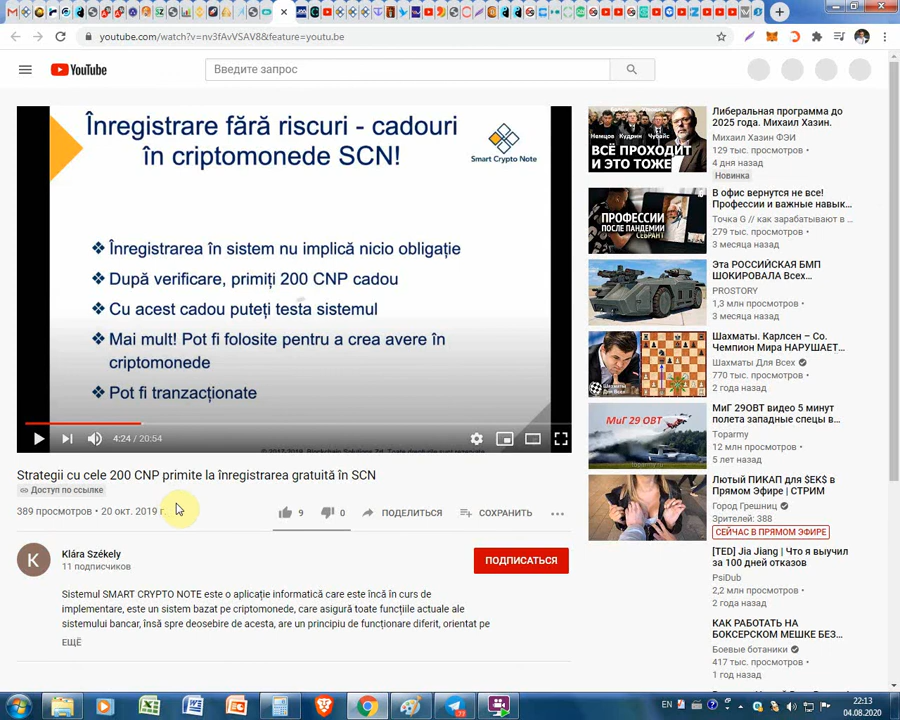 youtube.com/watch?v=nv3fAvVSAV8&feature=youtu.be
YouTube
Введите запрос
Înregistrare fără riscuri - cadouri
în criptomonede SCN!
Smart Crypto Note
❖ Înregistrarea în sistem nu implică nicio obligație
❖ După verificare, primiți 200 CNP cadou
❖ Cu acest cadou puteți testa sistemul
❖ Mai mult! Pot fi folosite pentru a crea avere în
criptomonede
❖ Pot fi tranzacționate
4:24 / 20:54
Strategii cu cele 200 CNP primite la înregistrarea gratuită în SCN
Доступ по ссылке
389 просмотров • 20 окт. 2019 г.
9
0
ПОДЕЛИТЬСЯ
СОХРАНИТЬ
K
Klára Székely
11 подписчиков
ПОДПИСАТЬСЯ
Sistemul SMART CRYPTO NOTE este o aplicație informatică care este încă în curs de
implementare, este un sistem bazat pe criptomonede, care asigură toate funcțiile actuale ale
sistemului bancar, însă spre deosebire de acesta, are un principiu de funcționare diferit, orientat pe
ЕЩЁ
Немцов Кудрин Чубайс
ВСЁ ПРОХОДИТ
И ЭТО ТОЖЕ
Либеральная программа до
2025 года. Михаил Хазин.
Михаил Хазин ФЭИ
129 тыс. просмотров •
4 дня назад
Новинка
ПРОФЕССИИ
ПОСЛЕ ПАНДЕМИИ
В офис вернутся не все!
Профессии и важные навык...
Точка G // как зарабатывают в ...
279 тыс. просмотров •
3 месяца назад
Эта РОССИЙСКАЯ БМП
ШОКИРОВАЛА Всех...
PROSTORY
1,3 млн просмотров •
3 месяца назад
Шахматы. Карлсен – Со.
Чемпион Мира НАРУШАЕТ...
Шахматы Для Всех
770 тыс. просмотров •
2 года назад
МиГ 29 ОВТ
МиГ 29ОВТ видео 5 минут
полета западные спецы в...
Toparmy
12 млн просмотров •
5 лет назад
Лютый ПИКАП для $EK$ в
Прямом Эфире | СТРИМ
Город Грешниц
Зрителей: 388
СЕЙЧАС В ПРЯМОМ ЭФИРЕ
[TED] Jia Jiang | Что я выучил
за 100 дней отказов
PsiDub
2,2 млн просмотров •
2 года назад
КАК РАБОТАТЬ НА
БОКСЕРСКОМ МЕШКЕ БЕЗ...
Боевые ботаники
417 тыс. просмотров •
1 год назад
EN
22:13
04.08.2020